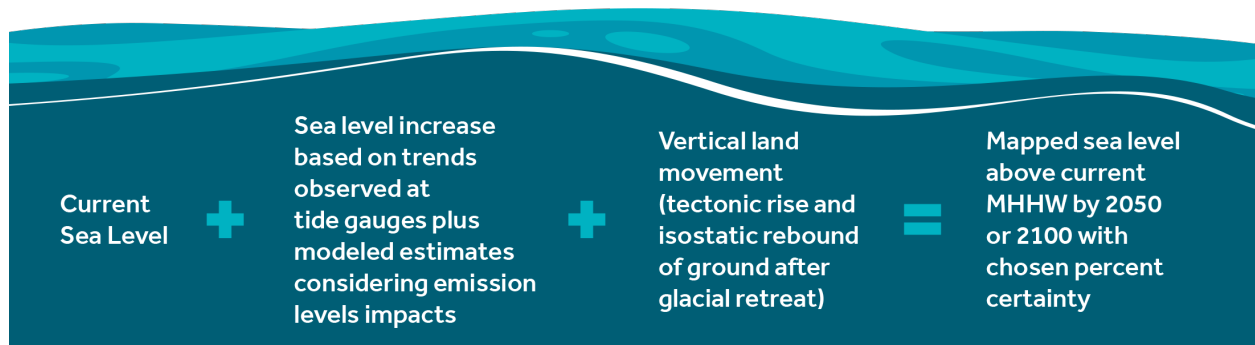 Current
Sea Level
+
Sea level increase
based on trends
observed at
tide gauges plus
modeled estimates
considering emission
levels impacts
+
Vertical land
movement
(tectonic rise and
isostatic rebound
of ground after
glacial retreat)
=
Mapped sea level
above current
MHHW by 2050
or 2100 with
chosen percent
certainty